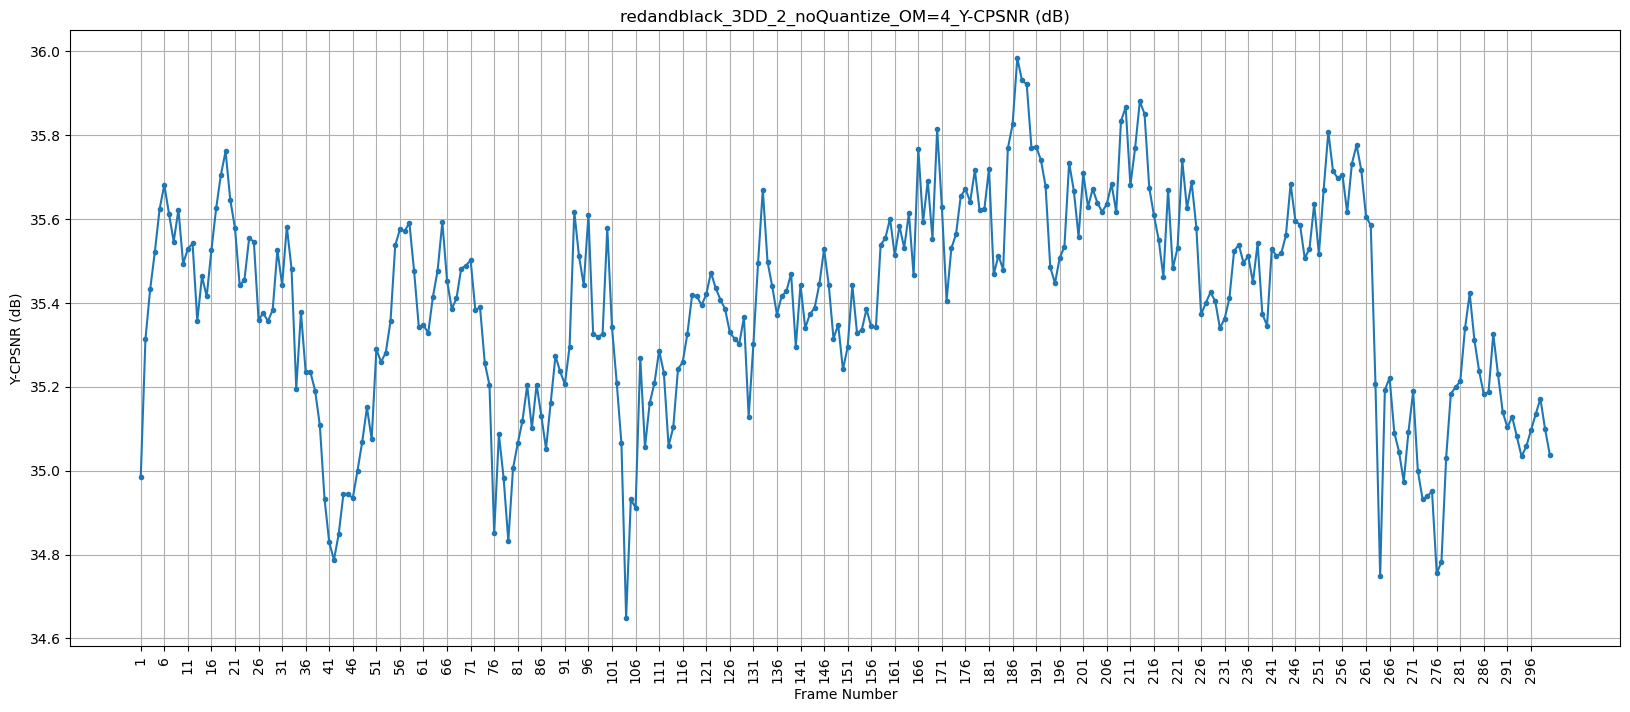 redandblack_3DD_2_noQuantize_OM=4_Y-CPSNR (dB)
Y-CPSNR (dB)
36.0
35.8
35.6
35.4
35.2
35.0
34.8
34.6
1 6 11 16 21 26 31 36 41 46 51 56 61 66 71 76 81 86 91 96 101 106 111 116 121 126 131 136 141 146 151 156 161 166 171 176 181 186 191 196 201 206 211 216 221 226 231 236 241 246 251 256 261 266 271 276 281 286 291 296
Frame Number